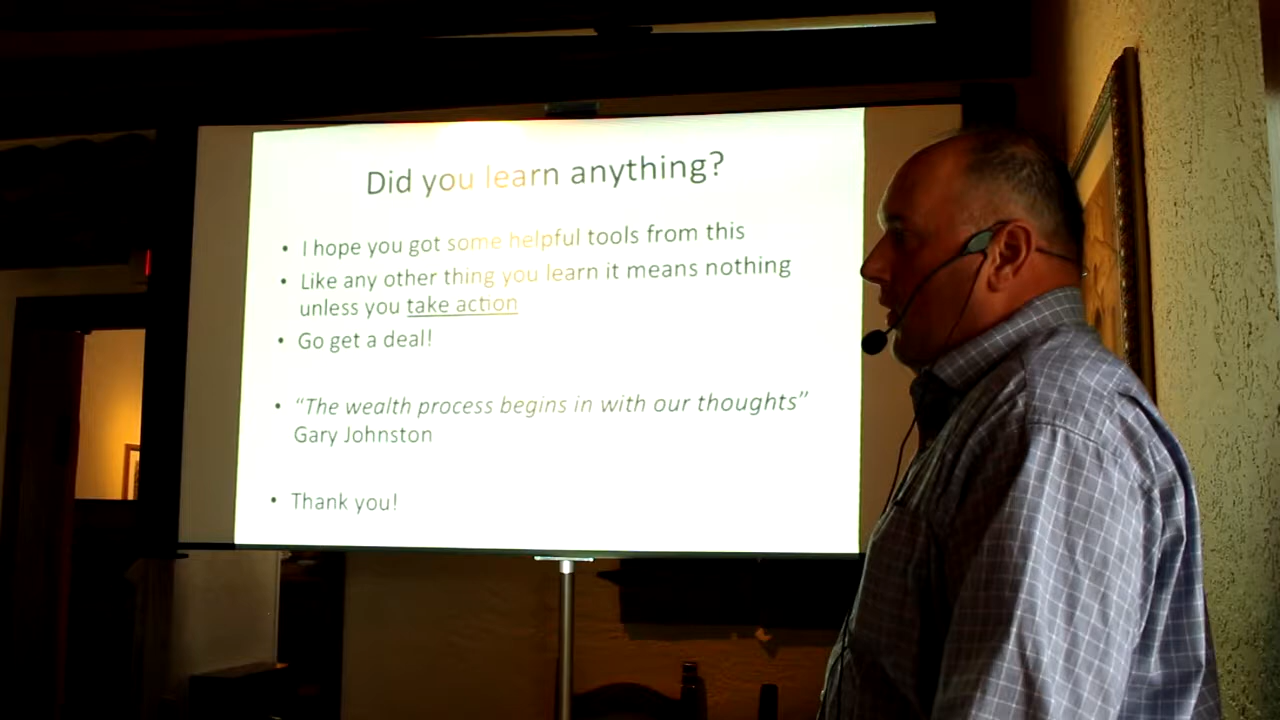 Did you learn anything?
• I hope you got some helpful tools from this
• Like any other thing you learn it means nothing
unless you take action
• Go get a deal!
• “The wealth process begins in with our thoughts”
Gary Johnston
• Thank you!